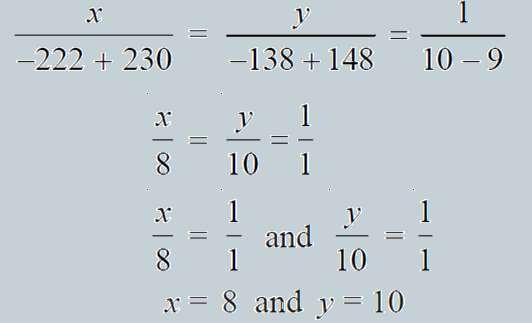 x/(−222 + 230) = y/(−138 + 148) = 1/(10 − 9)
x/8 = y/10 = 1/1
x/8 = 1/1 and y/10 = 1/1
x = 8 and y = 10